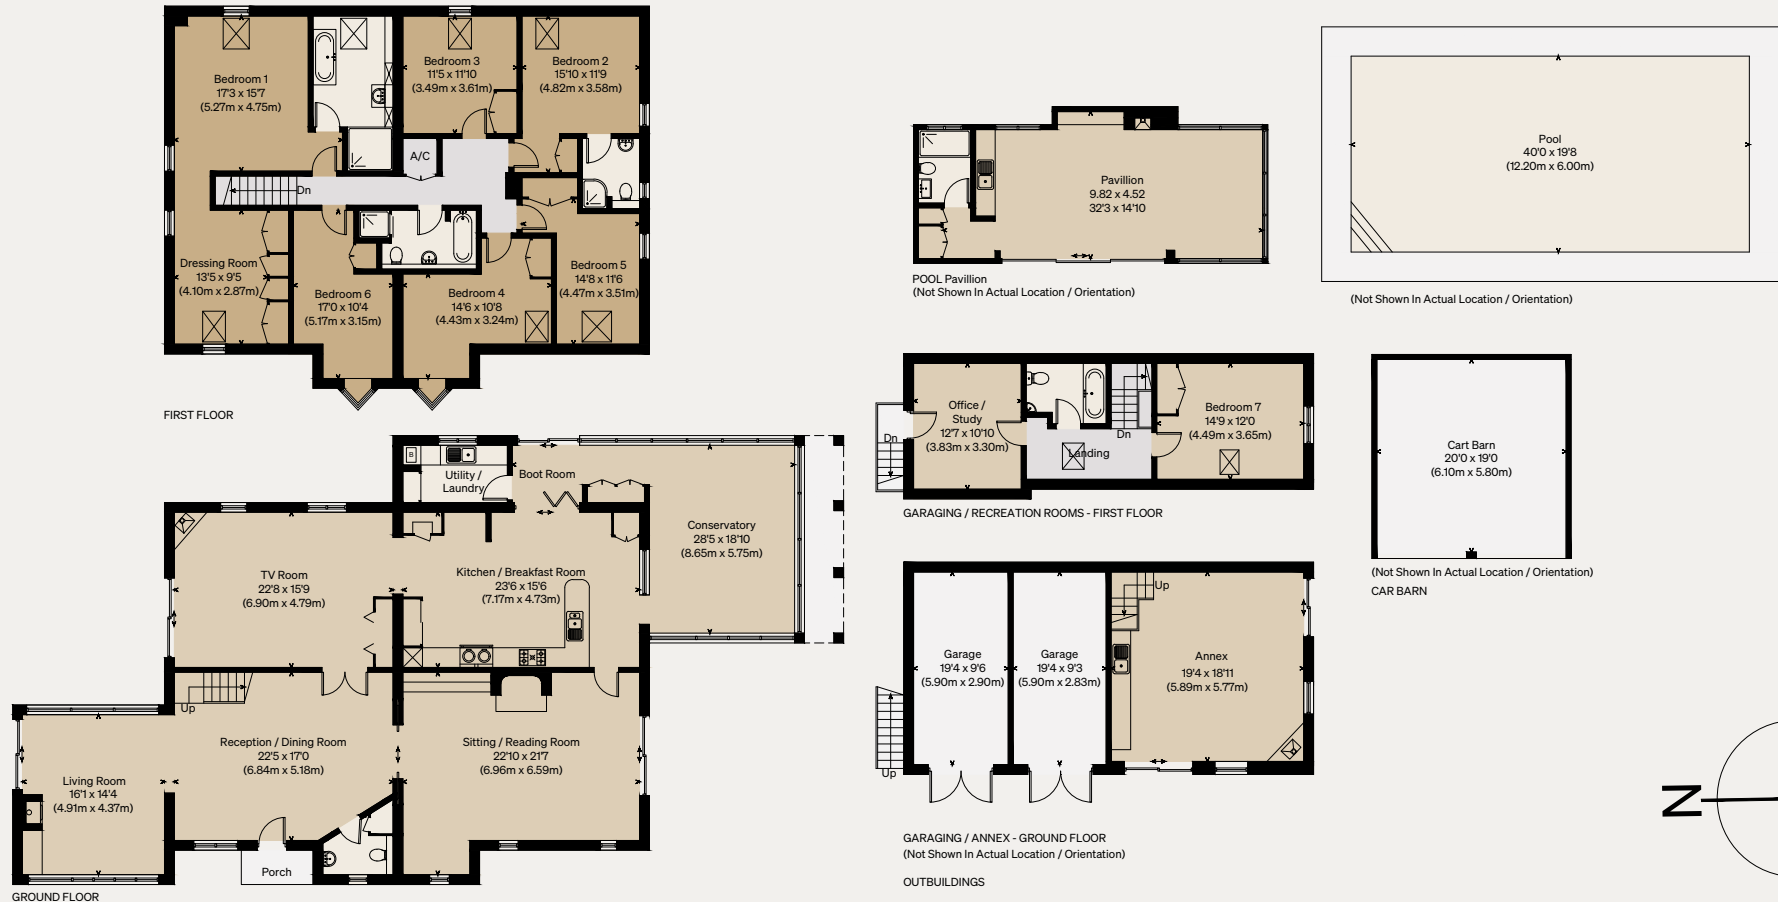 Bedroom 1
17'3 x 15'7
(5.27m x 4.75m)
Bedroom 3
11'5 x 11'10
(3.49m x 3.61m)
Bedroom 2
15'10 x 11'9
(4.82m x 3.58m)
A/C
Dn
Dressing Room
13'5 x 9'5
(4.10m x 2.87m)
Bedroom 6
17'0 x 10'4
(5.17m x 3.15m)
Bedroom 4
14'6 x 10'8
(4.43m x 3.24m)
Bedroom 5
14'8 x 11'6
(4.47m x 3.51m)
FIRST FLOOR
Pavillion
9.82 x 4.52
32'3 x 14'10
POOL Pavillion
(Not Shown In Actual Location / Orientation)
Pool
40'0 x 19'8
(12.20m x 6.00m)
(Not Shown In Actual Location / Orientation)
B
Utility /
Laundry
Boot Room
Conservatory
28'5 x 18'10
(8.65m x 5.75m)
TV Room
22'8 x 15'9
(6.90m x 4.79m)
Kitchen / Breakfast Room
23'6 x 15'6
(7.17m x 4.73m)
Up
Reception / Dining Room
22'5 x 17'0
(6.84m x 5.18m)
Sitting / Reading Room
22'10 x 21'7
(6.96m x 6.59m)
Living Room
16'1 x 14'4
(4.91m x 4.37m)
Porch
GROUND FLOOR
Dn
Office /
Study
12'7 x 10'10
(3.83m x 3.30m)
Dn
Landing
Bedroom 7
14'9 x 12'0
(4.49m x 3.65m)
GARAGING / RECREATION ROOMS - FIRST FLOOR
Cart Barn
20'0 x 19'0
(6.10m x 5.80m)
(Not Shown In Actual Location / Orientation)
CAR BARN
Up
Garage
19'4 x 9'6
(5.90m x 2.90m)
Garage
19'4 x 9'3
(5.90m x 2.83m)
Annex
19'4 x 18'11
(5.89m x 5.77m)
Up
GARAGING / ANNEX - GROUND FLOOR
(Not Shown In Actual Location / Orientation)
OUTBUILDINGS
N